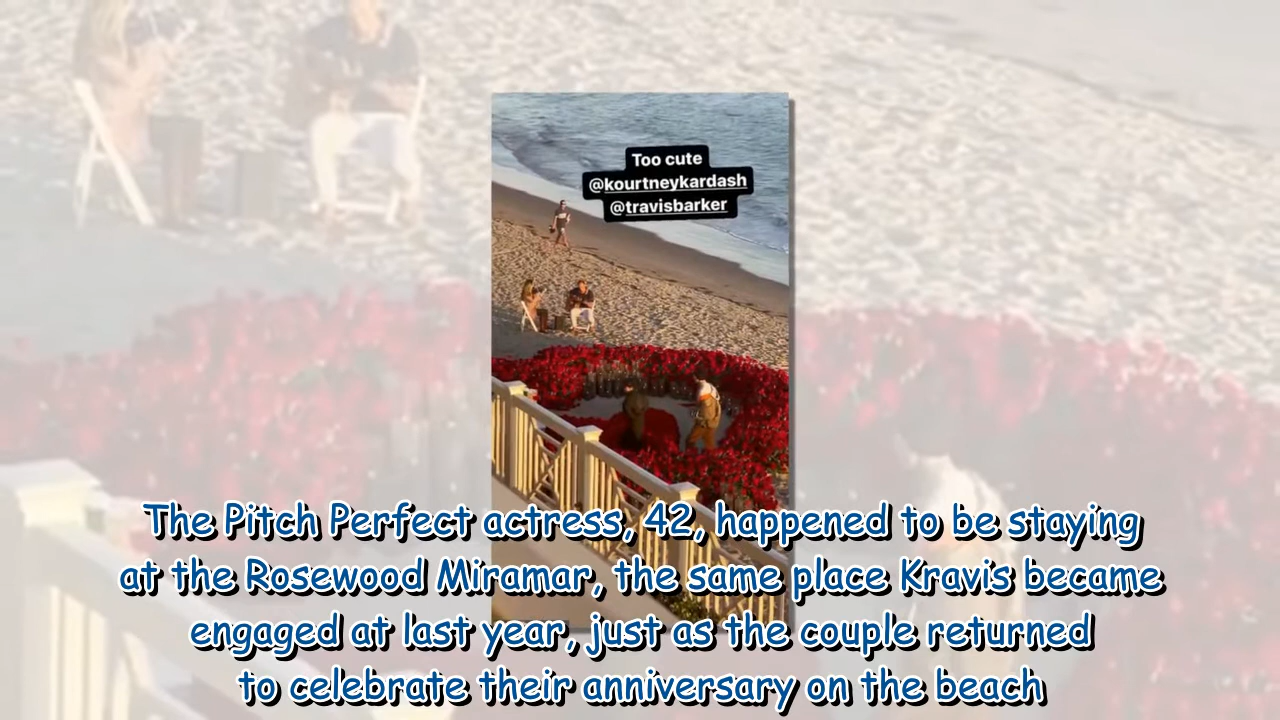 Too cute
@kourtneykardash
@travisbarker
The Pitch Perfect actress, 42, happened to be staying
at the Rosewood Miramar, the same place Kravis became
engaged at last year, just as the couple returned
to celebrate their anniversary on the beach